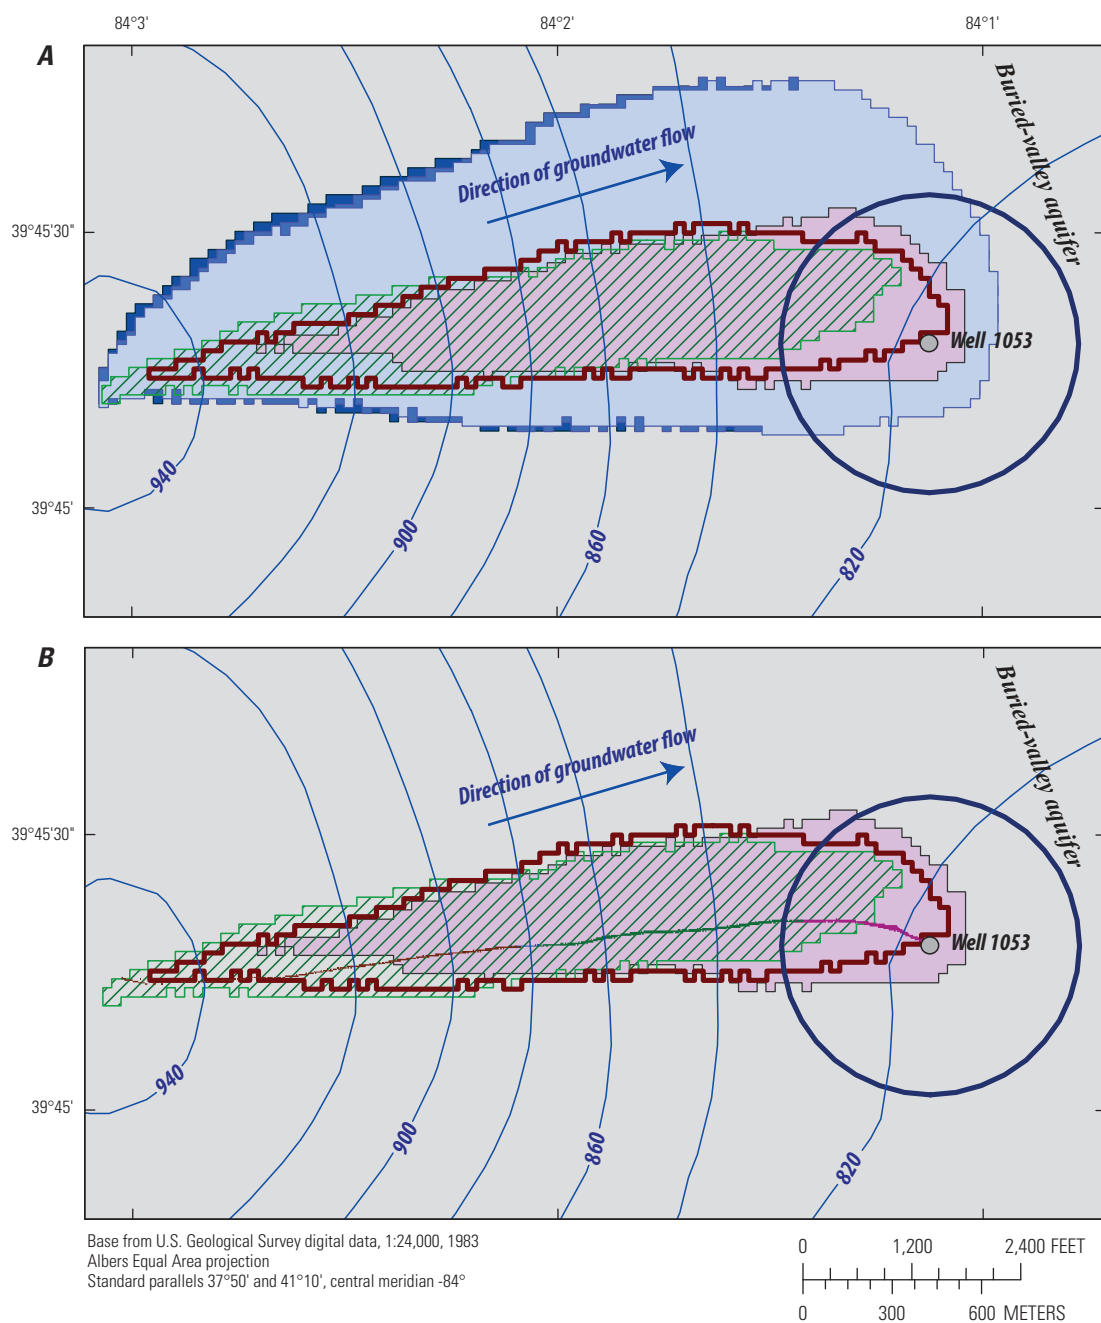 84°3'
84°2'
84°1'
A
Buried-valley aquifer
Direction of groundwater flow
39°45'30"
Well 1053
940
39°45'
900
860
820
B
Buried-valley aquifer
Direction of groundwater flow
39°45'30"
Well 1053
940
39°45'
900
860
820
Base from U.S. Geological Survey digital data, 1:24,000, 1983
Albers Equal Area projection
Standard parallels 37°50' and 41°10', central meridian -84°
0 1,200 2,400 FEET
0 300 600 METERS